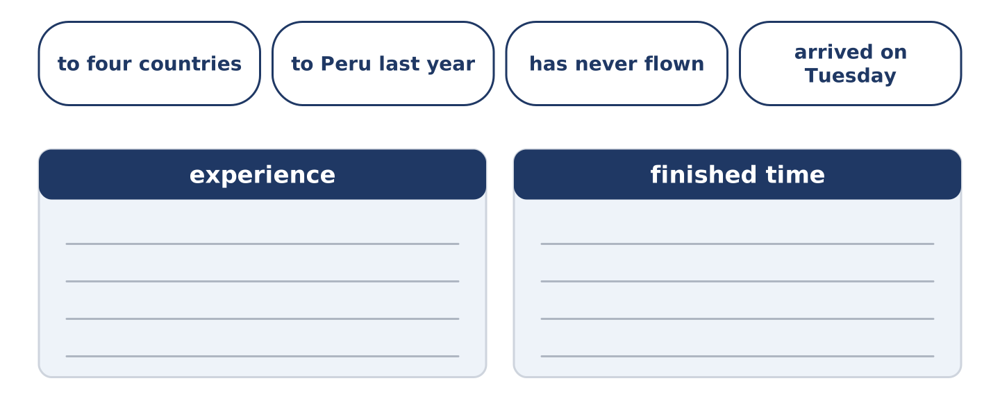 to four countries
to Peru last year
has never flown
arrived on
Tuesday
experience
finished time